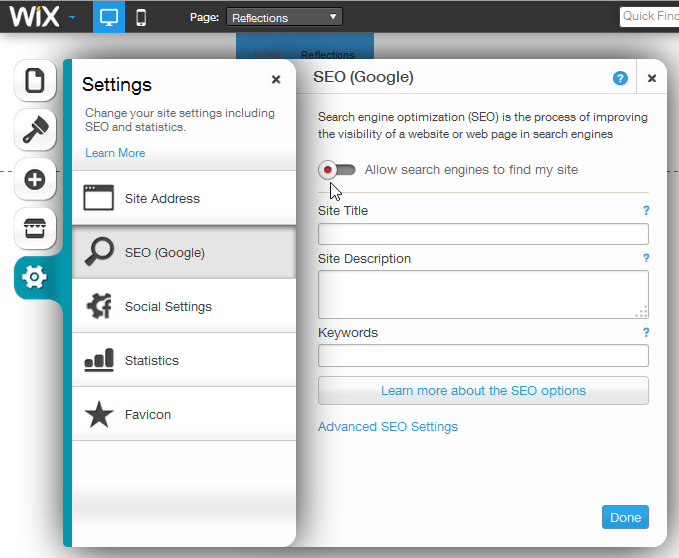 WiX
Page: Reflections
Quick Find
Reflections
Settings
Change your site settings including
SEO and statistics.
Learn More
Site Address
SEO (Google)
Social Settings
Statistics
Favicon
SEO (Google)
?
Search engine optimization (SEO) is the process of improving
the visibility of a website or web page in search engines
Allow search engines to find my site
Site Title ?
Site Description ?
Keywords ?
Learn more about the SEO options
Advanced SEO Settings
Done